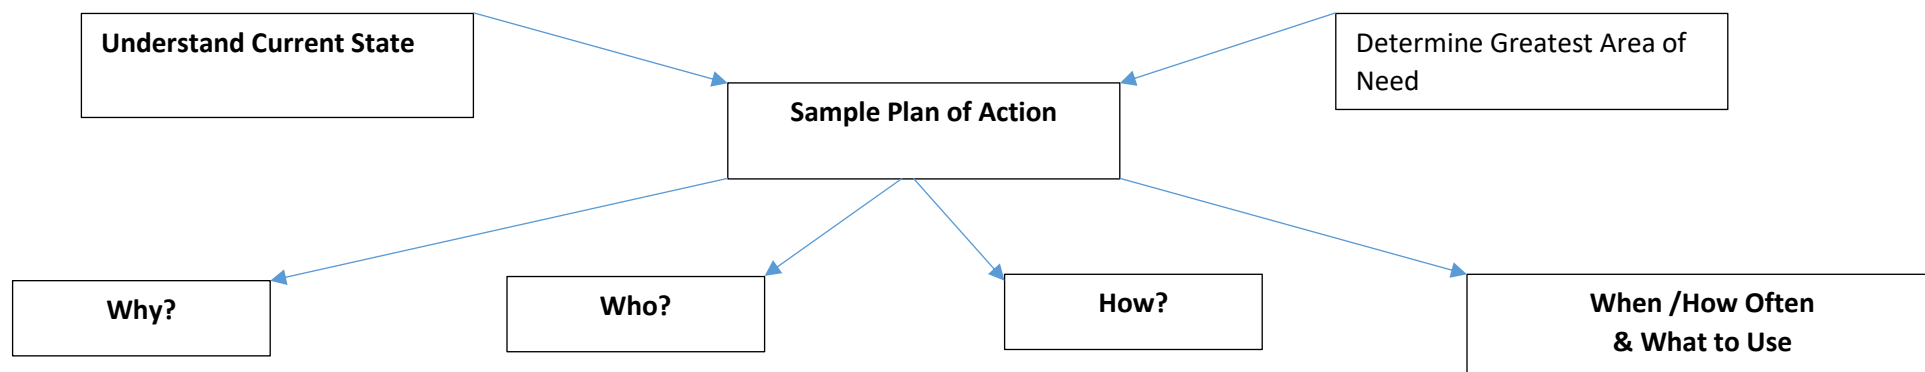 Understand Current State
Determine Greatest Area of
Need
Sample Plan of Action
Why?
Who?
How?
When /How Often
& What to Use